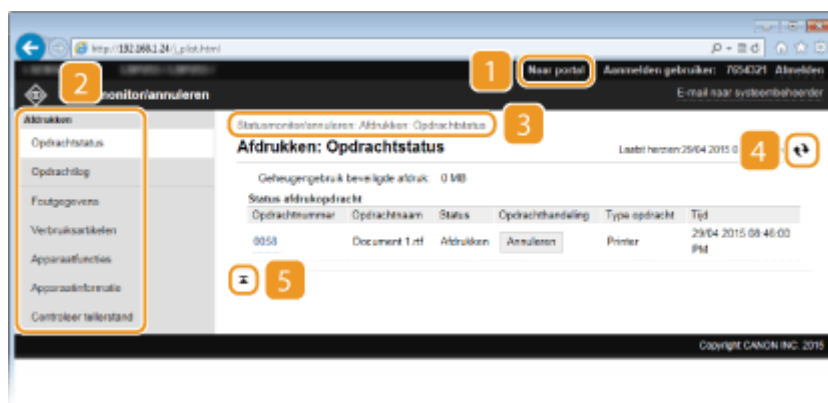 http://192.168.1.24/_pilot.html
1
Naar portal
Aanmelden gebruiker: 7654321 Afmelden
2
monitor/annuleren
E-mail naar systeembeheerder
Afdrukken
Opdrachtstatus
Opdrachtlog
Foutgegevens
Verbruiksartikelen
Apparaatfuncties
Apparaatinformatie
Controleer tellerstand
Statusmonitor/annuleren: Afdrukken: Opdrachtstatus
3
Afdrukken: Opdrachtstatus
Laatst herzien:29/04 2015 0
4
Geheugengebruik beveiligde afdruk: 0 MB
Status afdrukopdracht
Opdrachtnummer Opdrachtnaam Status Opdrachthandeling Type opdracht Tijd
0058 Document 1.rtf Afdrukken Annuleren Printer 29/04 2015 08:46:00 PM
5
Copyright CANON INC. 2015